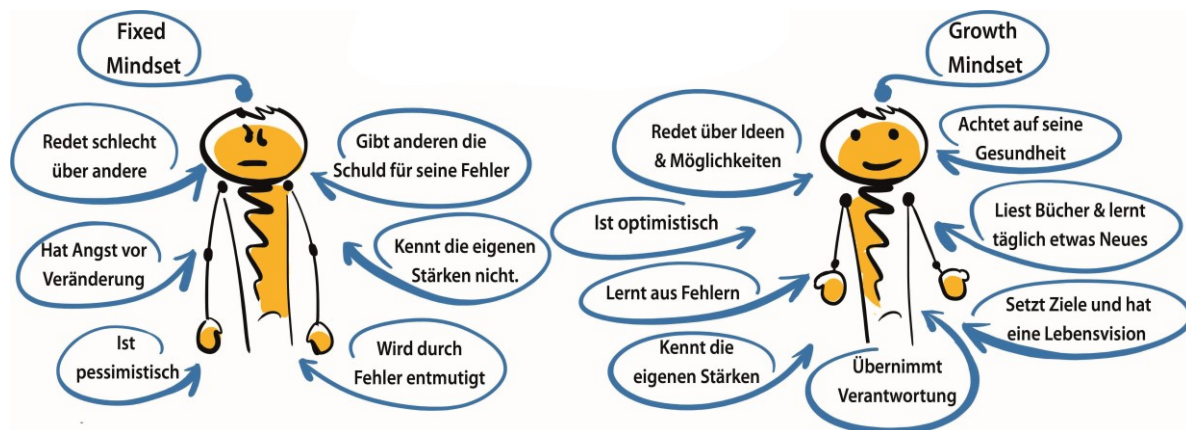 Fixed
Mindset
Redet schlecht
über andere
Gibt anderen die
Schuld für seine Fehler
Hat Angst vor
Veränderung
Kennt die eigenen
Stärken nicht.
Ist
pessimistisch
Wird durch
Fehler entmutigt
Growth
Mindset
Redet über Ideen
& Möglichkeiten
Achtet auf seine
Gesundheit
Ist optimistisch
Liest Bücher & lernt
täglich etwas Neues
Lernt aus Fehlern
Setzt Ziele und hat
eine Lebensvision
Kennt die
eigenen Stärken
Übernimmt
Verantwortung